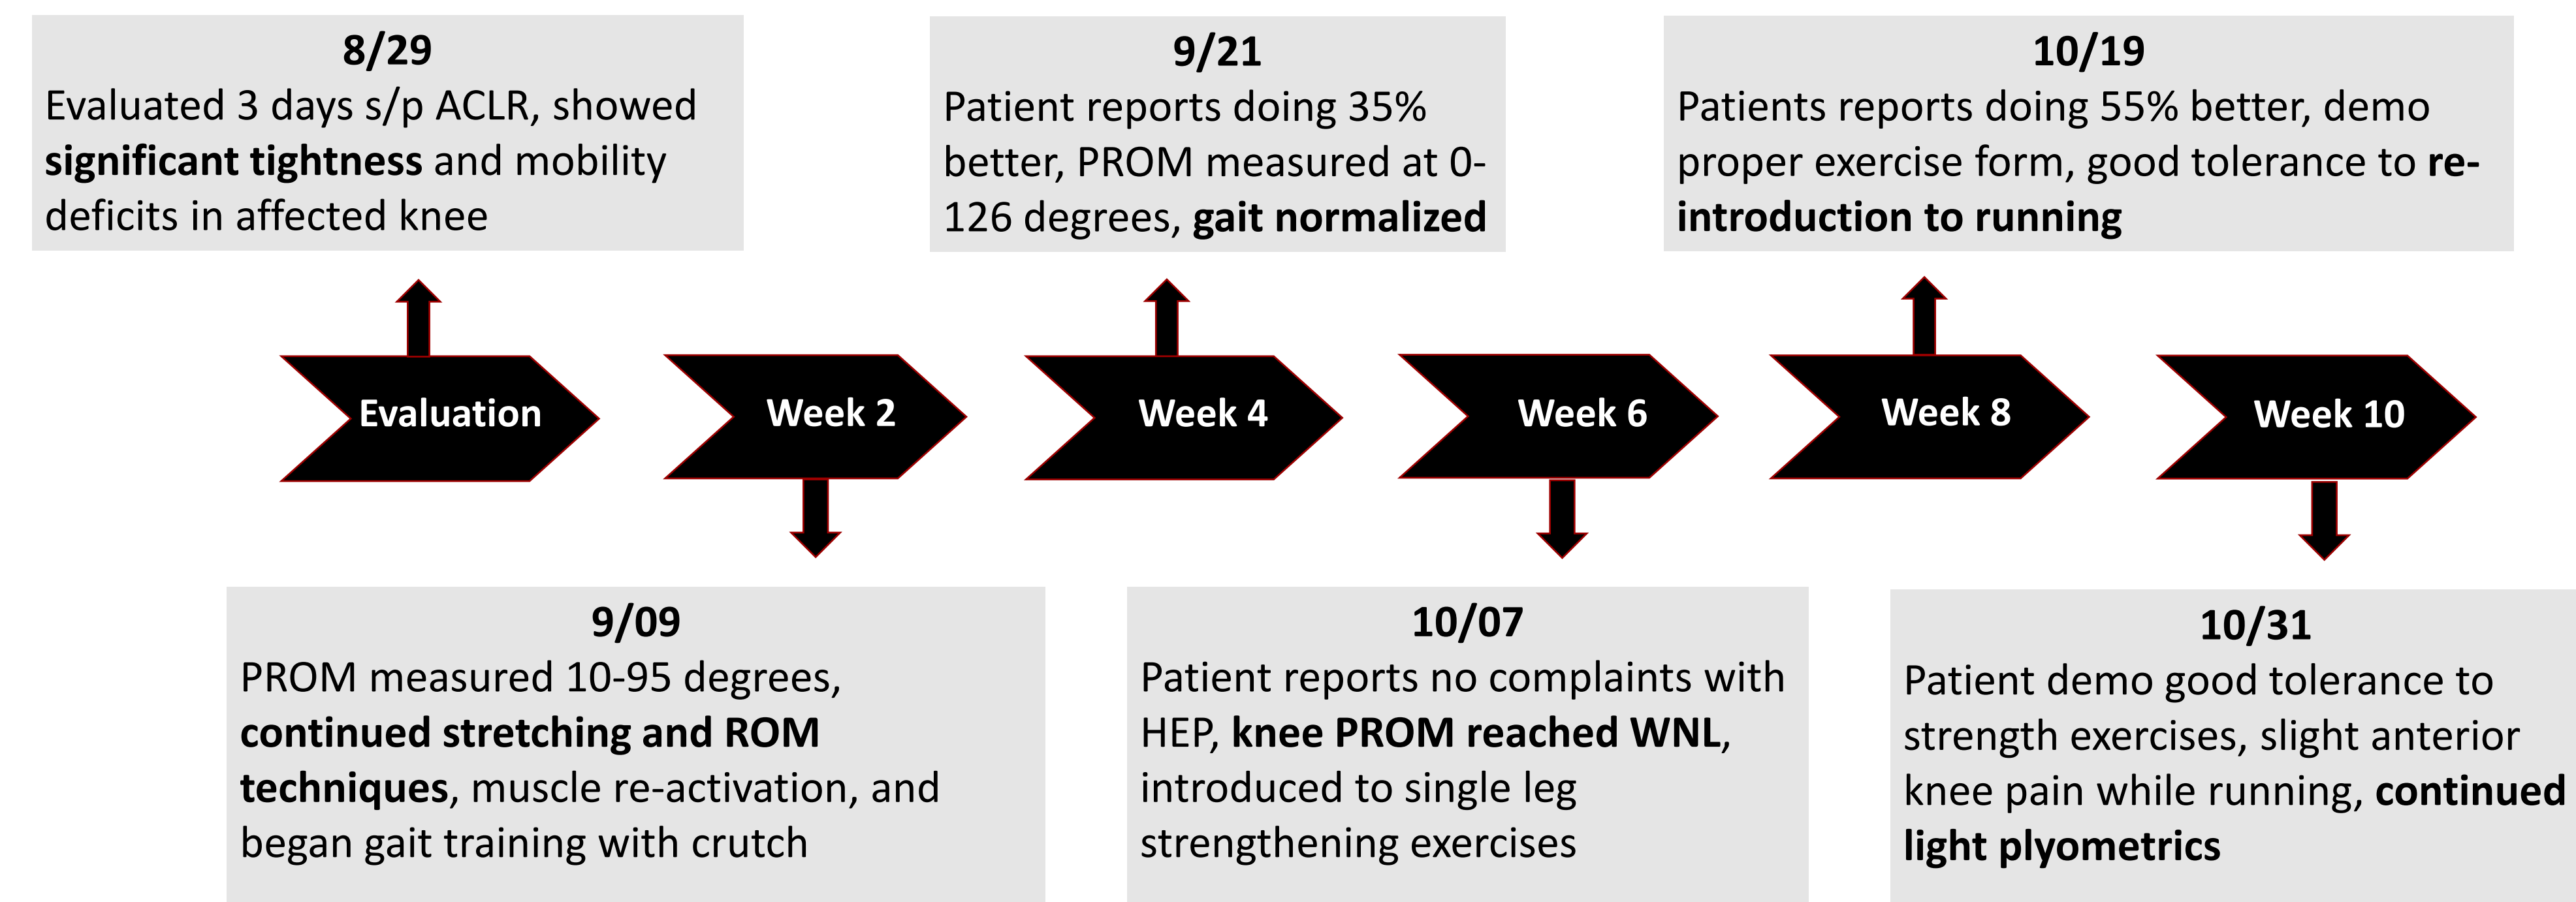 8/29
Evaluated 3 days s/p ACLR, showed
significant tightness and mobility
deficits in affected knee
9/21
Patient reports doing 35%
better, PROM measured at 0-
126 degrees, gait normalized
10/19
Patients reports doing 55% better, demo
proper exercise form, good tolerance to re-
introduction to running
Evaluation
Week 2
Week 4
Week 6
Week 8
Week 10
9/09
PROM measured 10-95 degrees,
continued stretching and ROM
techniques, muscle re-activation, and
began gait training with crutch
10/07
Patient reports no complaints with
HEP, knee PROM reached WNL,
introduced to single leg
strengthening exercises
10/31
Patient demo good tolerance to
strength exercises, slight anterior
knee pain while running, continued
light plyometrics